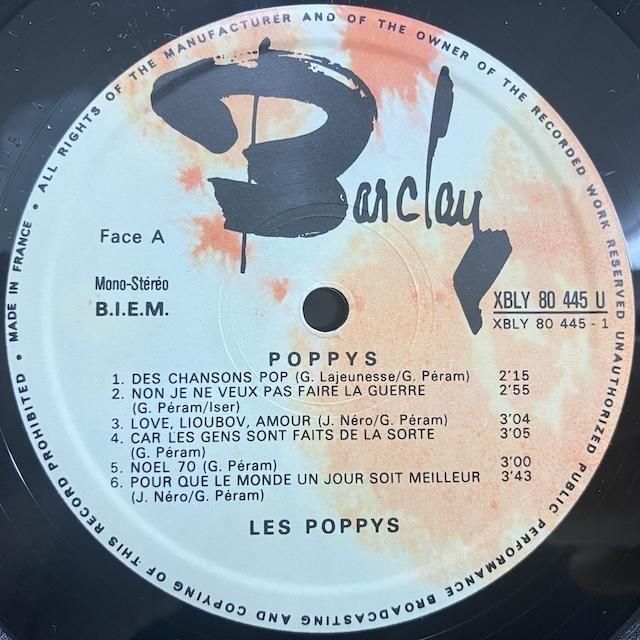 • ALL RIGHTS OF THE MANUFACTURER AND OF THE OWNER OF THE RECORDED WORK RESERVED UNAUTHORIZED PUBLIC PERFORMANCE BROADCASTING AND COPYING OF THIS RECORD PROHIBITED • MADE IN FRANCE
Barclay
Face A
Mono-Stéréo
B.I.E.M.
XBLY 80 445 U
XBLY 80 445 - 1
POPPYS
1. DES CHANSONS POP (G. Lajeunesse/G. Péram) 2'15
2. NON JE NE VEUX PAS FAIRE LA GUERRE 2'55
(G. Péram/Iser)
3. LOVE, LIOUBOV, AMOUR (J. Néro/G. Péram) 3'04
4. CAR LES GENS SONT FAITS DE LA SORTE 3'05
(G. Péram)
5. NOEL 70 (G. Péram) 3'00
6. POUR QUE LE MONDE UN JOUR SOIT MEILLEUR 3'43
(J. Néro/G. Péram)
LES POPPYS